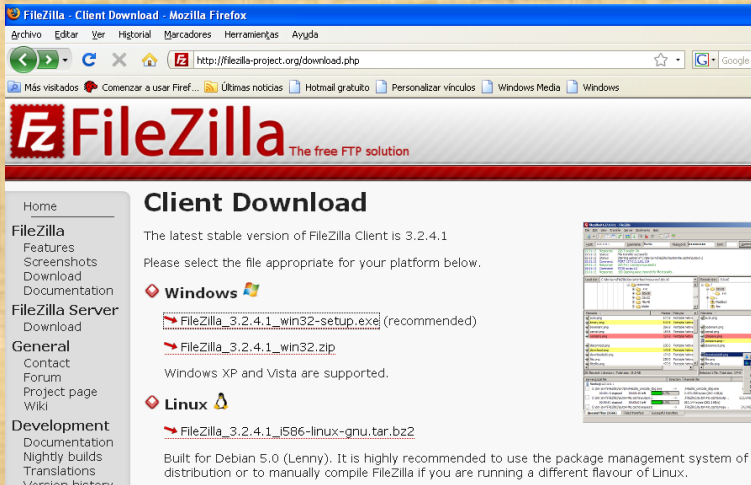 FileZilla - Client Download - Mozilla Firefox
Archivo Editar Ver Historial Marcadores Herramientas Ayuda
http://filezilla-project.org/download.php
Google
Más visitados Comenzar a usar Firef... Últimas noticias Hotmail gratuito Personalizar vínculos Windows Media Windows
FileZilla The free FTP solution
Home
FileZilla
Features
Screenshots
Download
Documentation
FileZilla Server
Download
General
Contact
Forum
Project page
Wiki
Development
Documentation
Nightly builds
Translations
Version history
Client Download
The latest stable version of FileZilla Client is 3.2.4.1
Please select the file appropriate for your platform below.
Windows
FileZilla_3.2.4.1_win32-setup.exe (recommended)
FileZilla_3.2.4.1_win32.zip
Windows XP and Vista are supported.
Linux
FileZilla_3.2.4.1_i586-linux-gnu.tar.bz2
Built for Debian 5.0 (Lenny). It is highly recommended to use the package management system of
distribution or to manually compile FileZilla if you are running a different flavour of Linux.